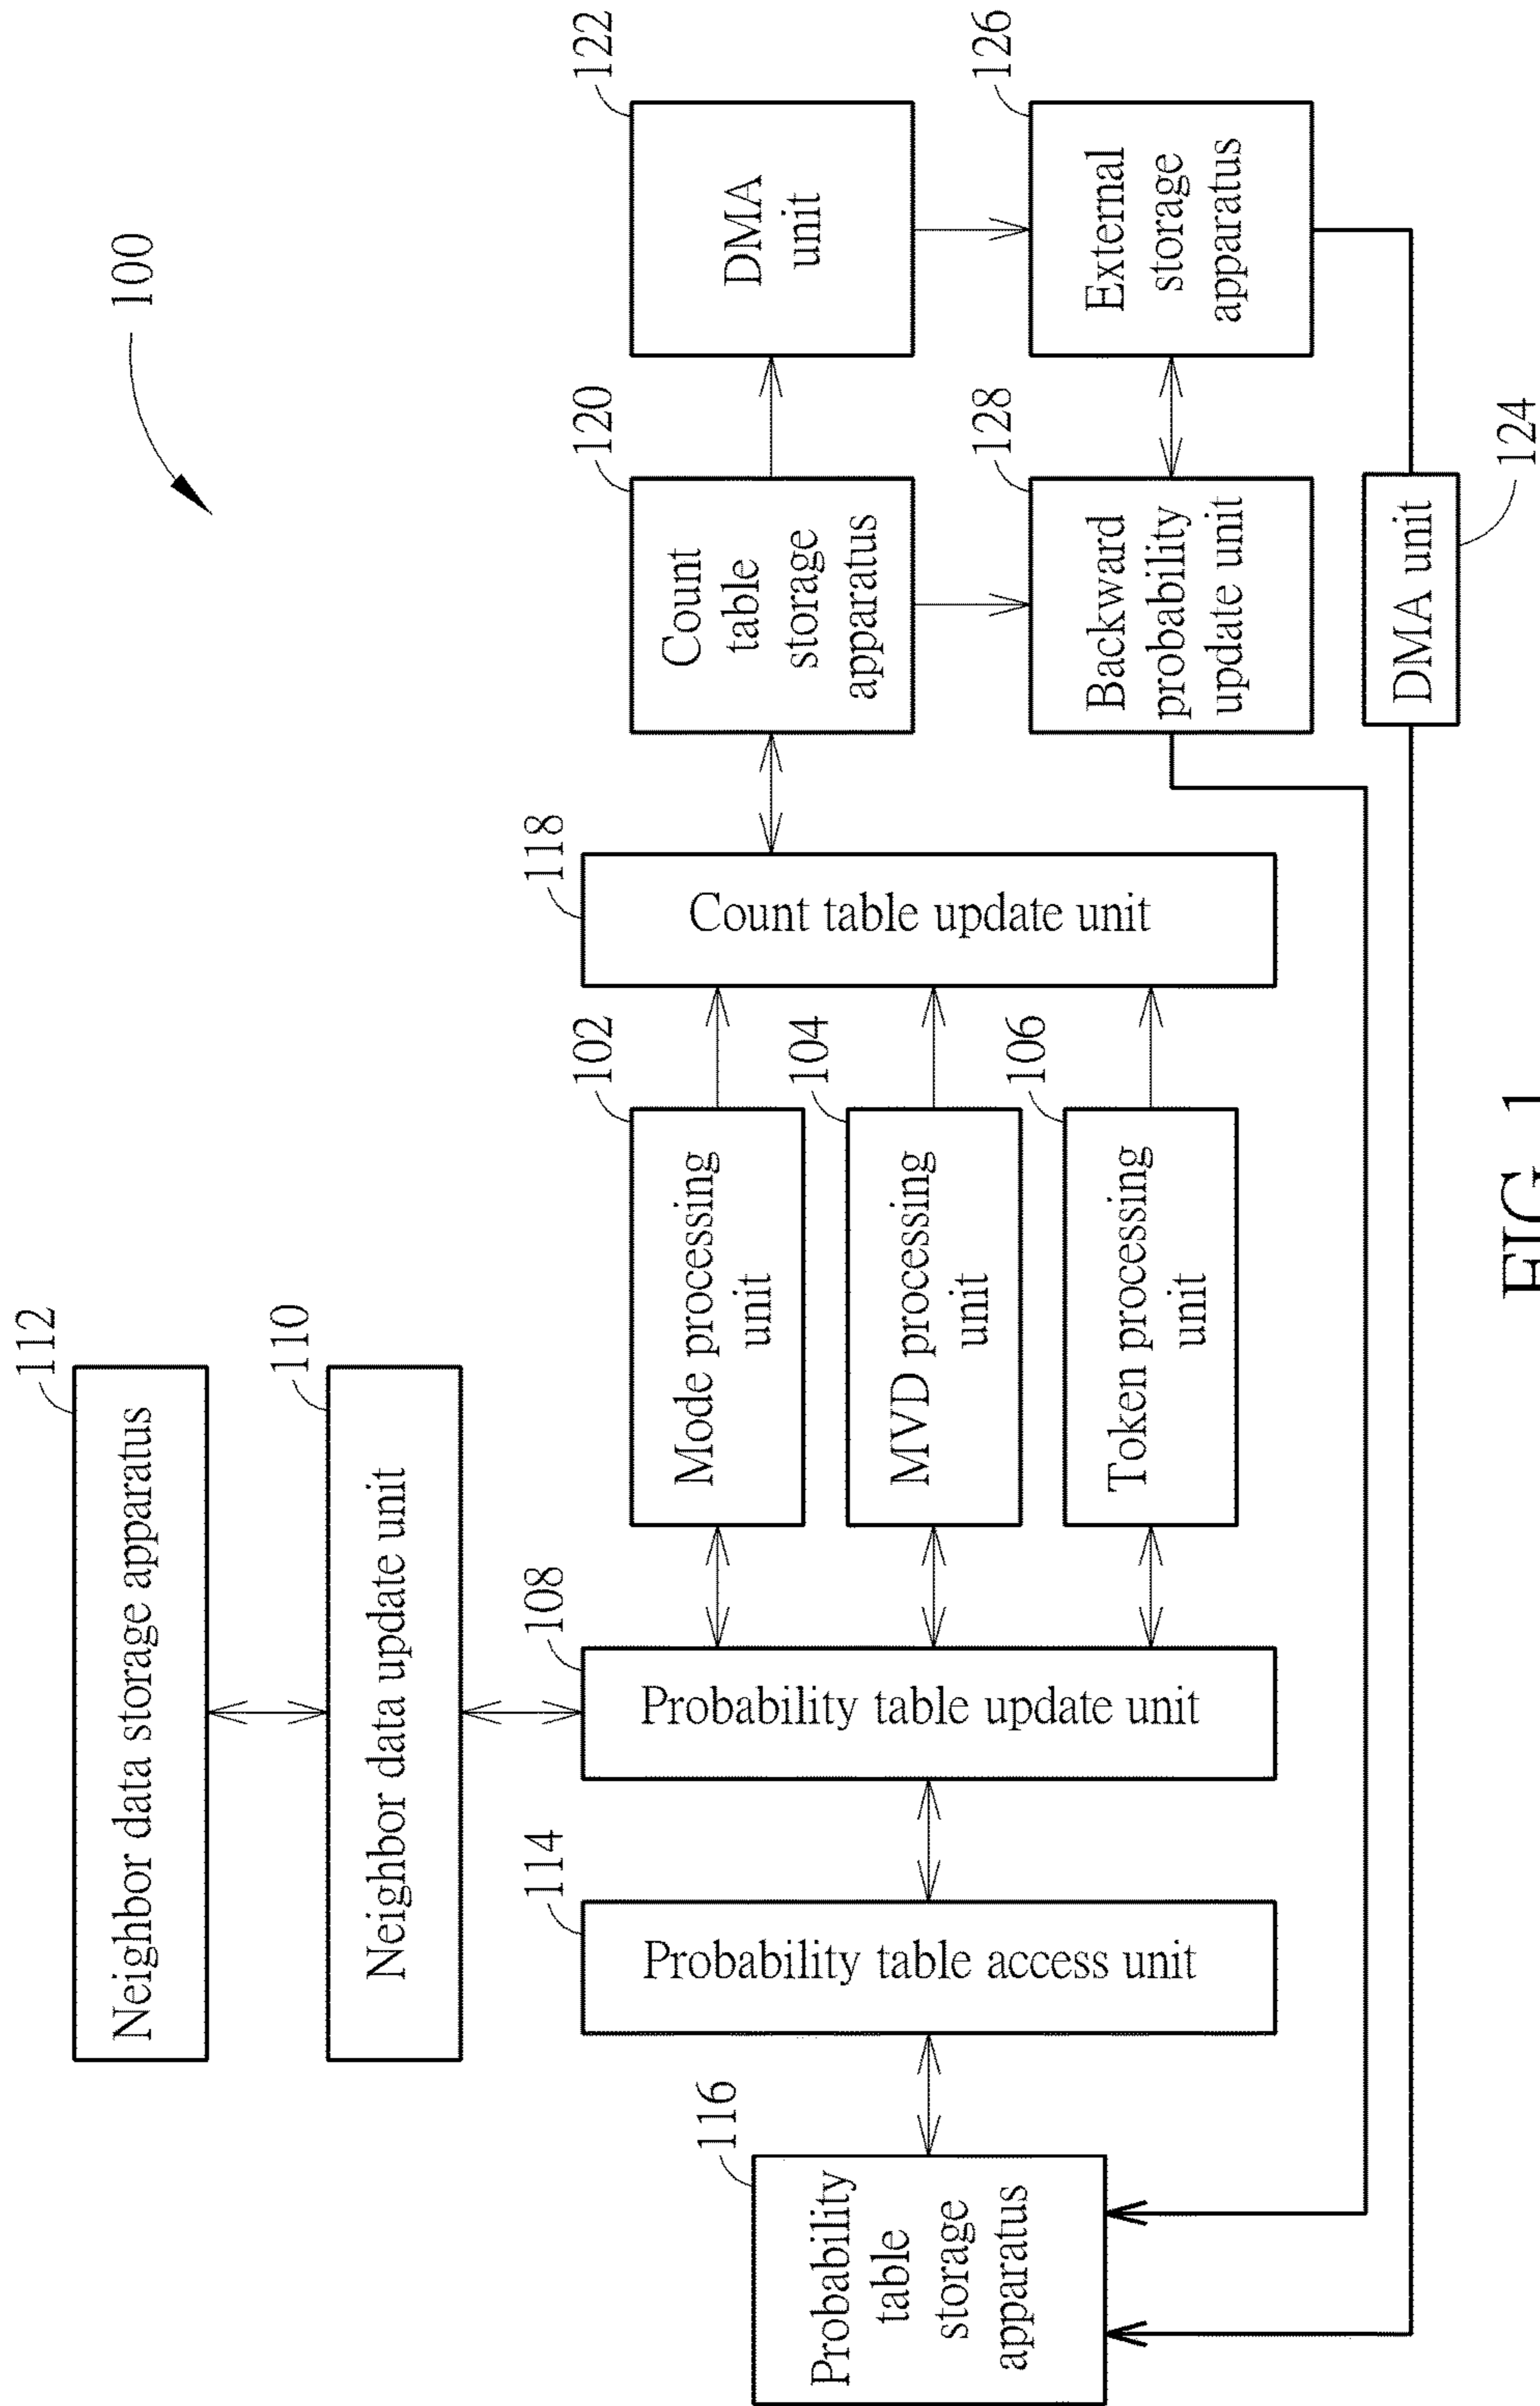 100
Neighbor data storage apparatus
112
Neighbor data update unit
110
Probability
table
storage
apparatus
116
Probability table access unit
114
Probability table update unit
108
Mode processing
unit
102
MVD processing
unit
104
Token processing
unit
106
Count table update unit
118
Count
table
storage
apparatus
120
DMA
unit
122
Backward
probability
update unit
128
External
storage
apparatus
126
DMA unit
124
FIG. 1